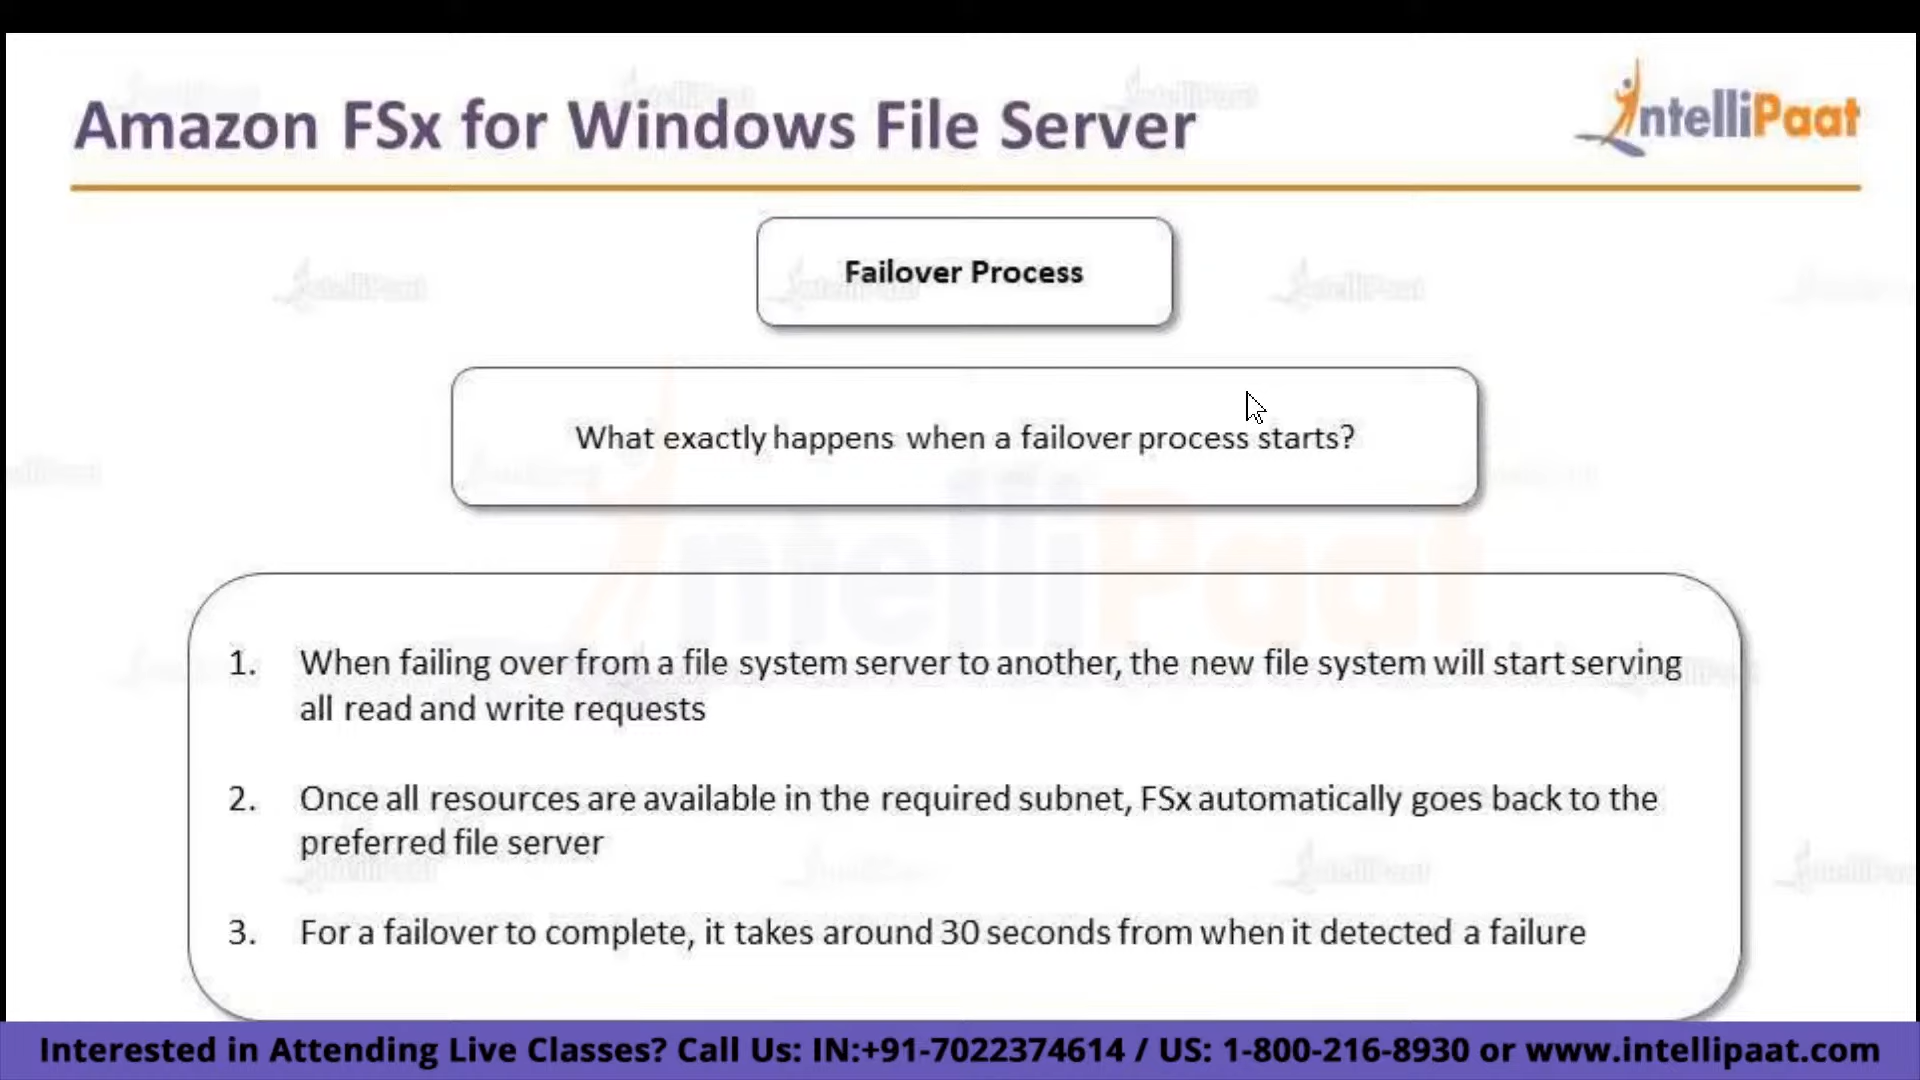 Amazon FSx for Windows File Server
IntelliPaat
Failover Process
What exactly happens when a failover process starts?
1. When failing over from a file system server to another, the new file system will start serving
all read and write requests
2. Once all resources are available in the required subnet, FSx automatically goes back to the
preferred file server
3. For a failover to complete, it takes around 30 seconds from when it detected a failure
Interested in Attending Live Classes? Call Us: IN:+91-7022374614 / US: 1-800-216-8930 or www.intellipaat.com